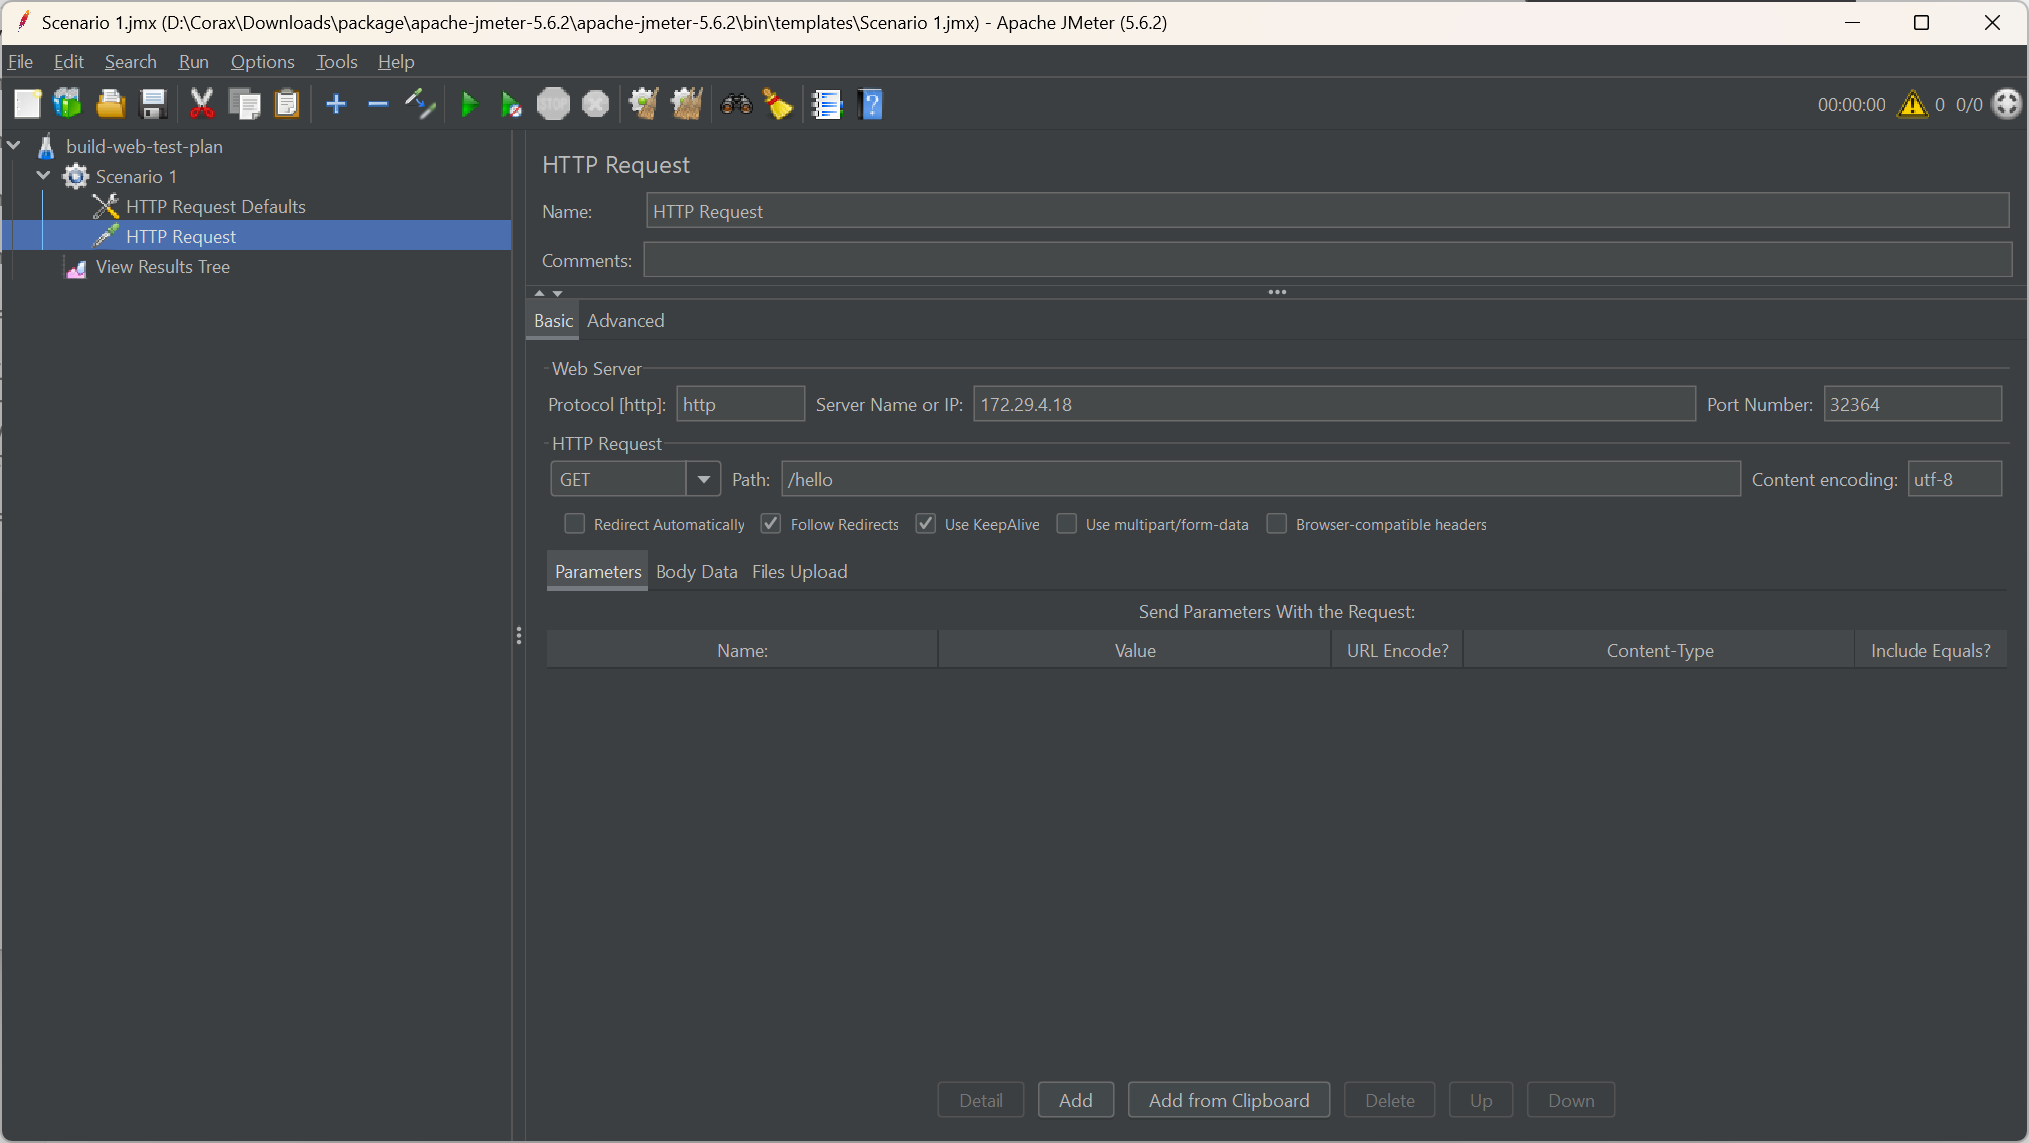 Scenario 1.jmx (D:\Corax\Downloads\package\apache-jmeter-5.6.2\apache-jmeter-5.6.2\bin\templates\Scenario 1.jmx) - Apache JMeter (5.6.2)
File Edit Search Run Options Tools Help
STOP ? 00:00:00 0 0/0
build-web-test-plan
Scenario 1
HTTP Request Defaults
HTTP Request
View Results Tree
HTTP Request
Name: HTTP Request
Comments:
Basic Advanced
Web Server
Protocol [http]: http Server Name or IP: 172.29.4.18 Port Number: 32364
HTTP Request
GET Path: /hello Content encoding: utf-8
Redirect Automatically Follow Redirects Use KeepAlive Use multipart/form-data Browser-compatible headers
Parameters Body Data Files Upload
Send Parameters With the Request:
Name: Value URL Encode? Content-Type Include Equals?
Detail Add Add from Clipboard Delete Up Down